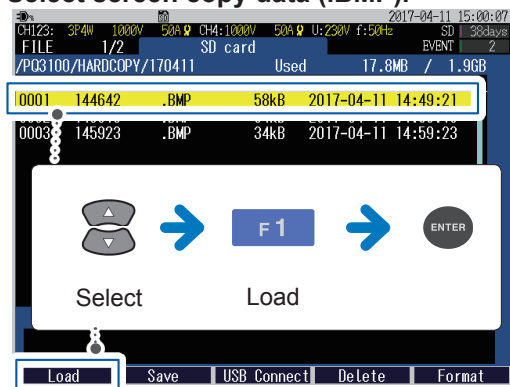 Select screen copy data (.BMP).
2017-04-11 15:00:07
CH123: 3P4W 1000V 50A CH4:1000V 50A U:230V f:50Hz SD 38days
FILE 1/2 SD card EVENT 2
/PQ3100/HARDCOPY/170411 Used 17.8MB / 1.9GB
0001 144642 .BMP 58kB 2017-04-11 14:49:21
0003 145923 .BMP 34kB 2017-04-11 14:59:23
F 1 ENTER
Select Load
Load Save USB Connect Delete Format